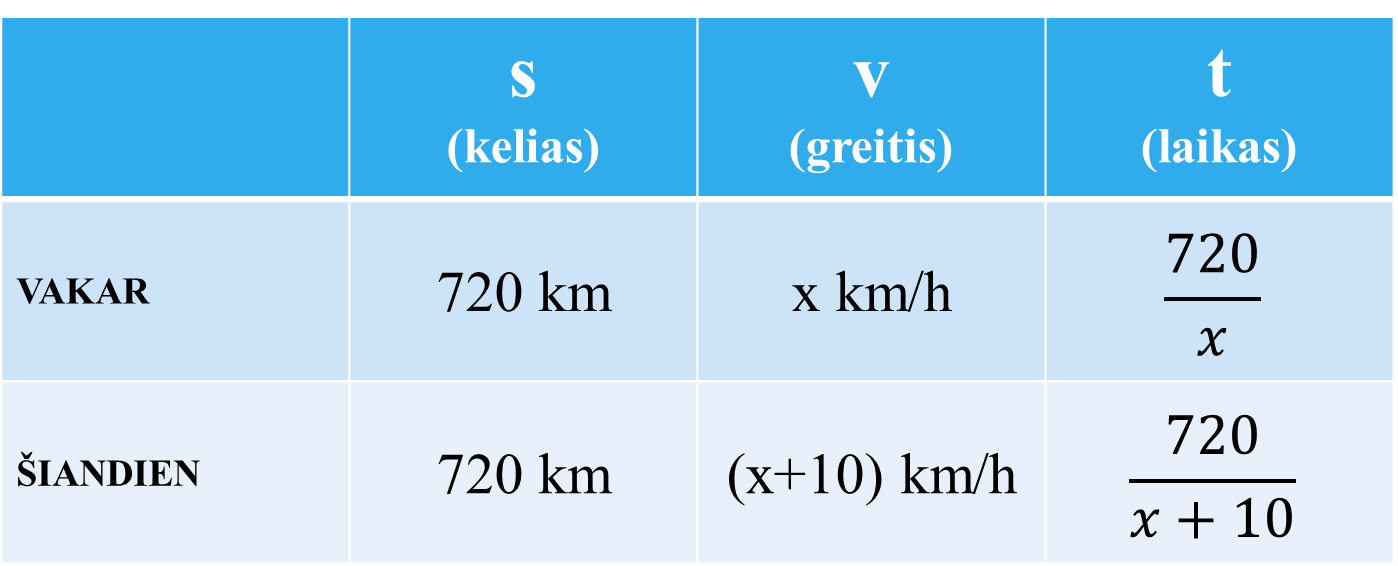 s
(kelias)
v
(greitis)
t
(laikas)
VAKAR
720 km
x km/h
720
x
ŠIANDIEN
720 km
(x+10) km/h
720
x + 10